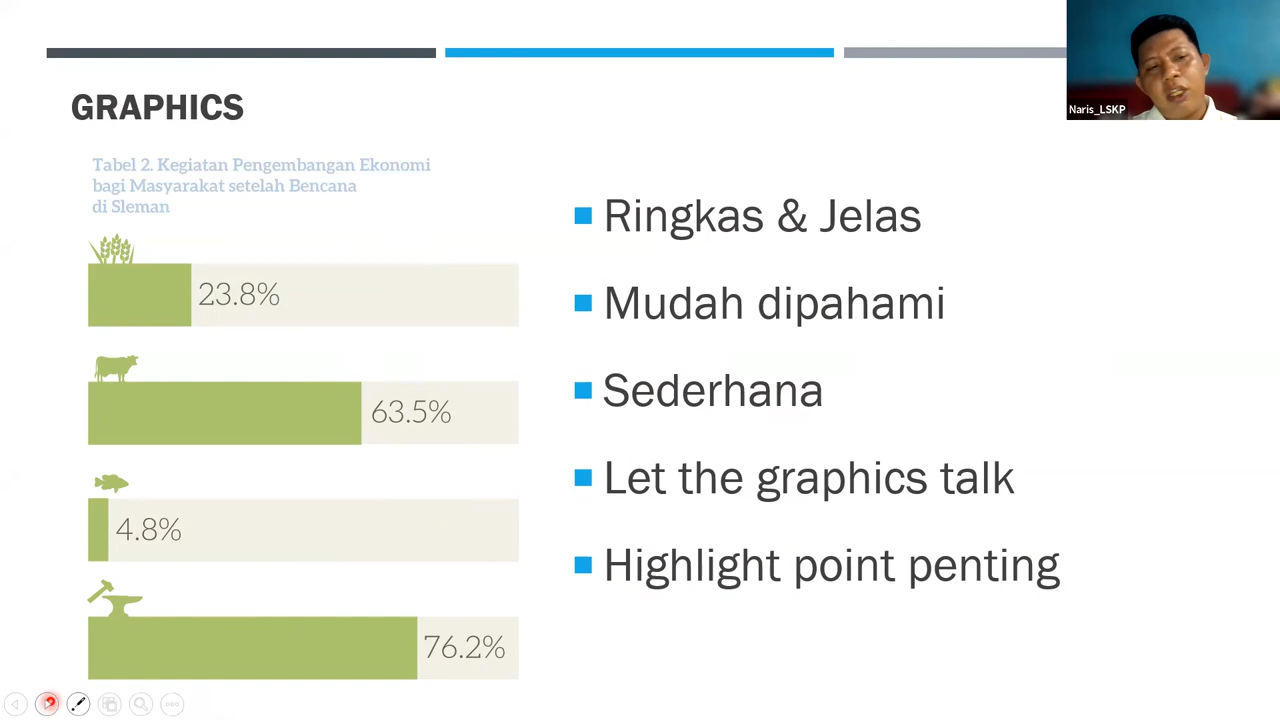 GRAPHICS
Naris_LSKP
Tabel 2. Kegiatan Pengembangan Ekonomi
bagi Masyarakat setelah Bencana
di Sleman
23.8%
63.5%
4.8%
76.2%
Ringkas & Jelas
Mudah dipahami
Sederhana
Let the graphics talk
Highlight point penting